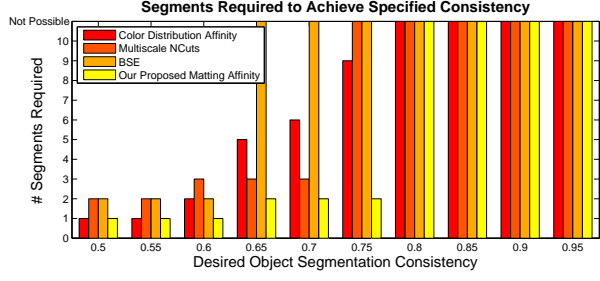 Segments Required to Achieve Specified Consistency
Not Possible
10
9
8
7
6
5
4
3
2
1
0
# Segments Required
Color Distribution Affinity
Multiscale NCuts
BSE
Our Proposed Matting Affinity
0.5 0.55 0.6 0.65 0.7 0.75 0.8 0.85 0.9 0.95
Desired Object Segmentation Consistency